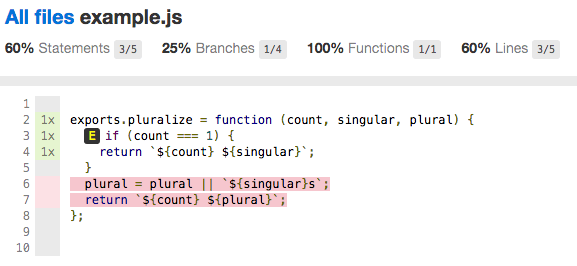 All files example.js
60% Statements 3/5 25% Branches 1/4 100% Functions 1/1 60% Lines 3/5
1
2 1x exports.pluralize = function (count, singular, plural) {
3 1x E if (count === 1) {
4 1x return `${count} ${singular}`;
5 }
6 plural = plural || `${singular}s`;
7 return `${count} ${plural}`;
8 };
9
10